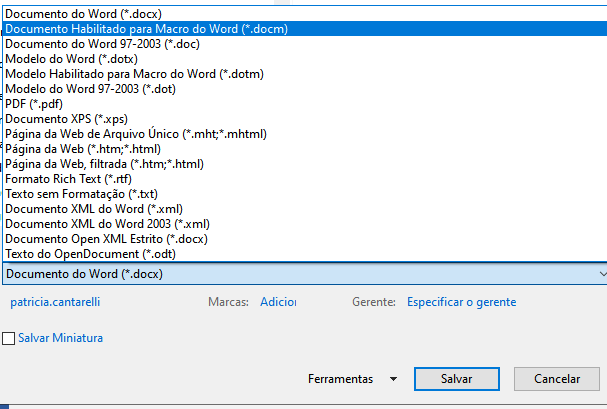 Documento do Word (*.docx)
Documento Habilitado para Macro do Word (*.docm)
Documento do Word 97-2003 (*.doc)
Modelo do Word (*.dotx)
Modelo Habilitado para Macro do Word (*.dotm)
Modelo do Word 97-2003 (*.dot)
PDF (*.pdf)
Documento XPS (*.xps)
Página da Web de Arquivo Único (*.mht;*.mhtml)
Página da Web (*.htm;*.html)
Página da Web, filtrada (*.htm;*.html)
Formato Rich Text (*.rtf)
Texto sem Formatação (*.txt)
Documento XML do Word (*.xml)
Documento XML do Word 2003 (*.xml)
Documento Open XML Estrito (*.docx)
Texto do OpenDocument (*.odt)
Documento do Word (*.docx)
patricia.cantarelli Marcas: Adicior Gerente: Especificar o gerente
Salvar Miniatura
Ferramentas Salvar Cancelar